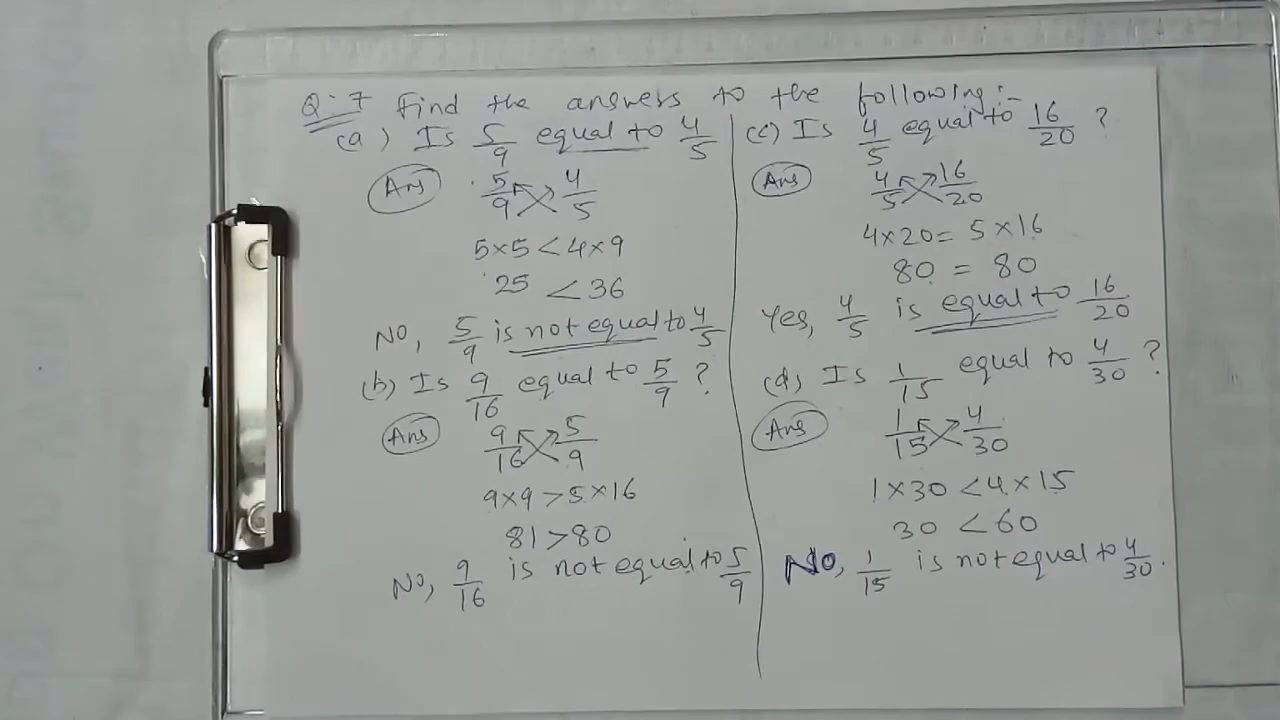 Q.7 Find the answers to the following:-
(a) Is 5/9 equal to 4/5
Ans 5/9 4/5
5×5 < 4×9
25 < 36
No, 5/9 is not equal to 4/5
(b) Is 9/16 equal to 5/9 ?
Ans 9/16 5/9
9×9 > 5×16
81 > 80
No, 9/16 is not equal to 5/9
(c) Is 4/5 equal to 16/20 ?
Ans 4/5 16/20
4×20 = 5×16
80 = 80
Yes, 4/5 is equal to 16/20
(d) Is 1/15 equal to 4/30 ?
Ans 1/15 4/30
1×30 < 4×15
30 < 60
No, 1/15 is not equal to 4/30.